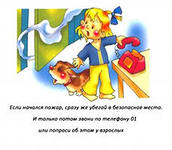 Если начался пожар, сразу же убегай в безопасное место.
И только потом звони по телефону 01
или попроси об этом у взрослых